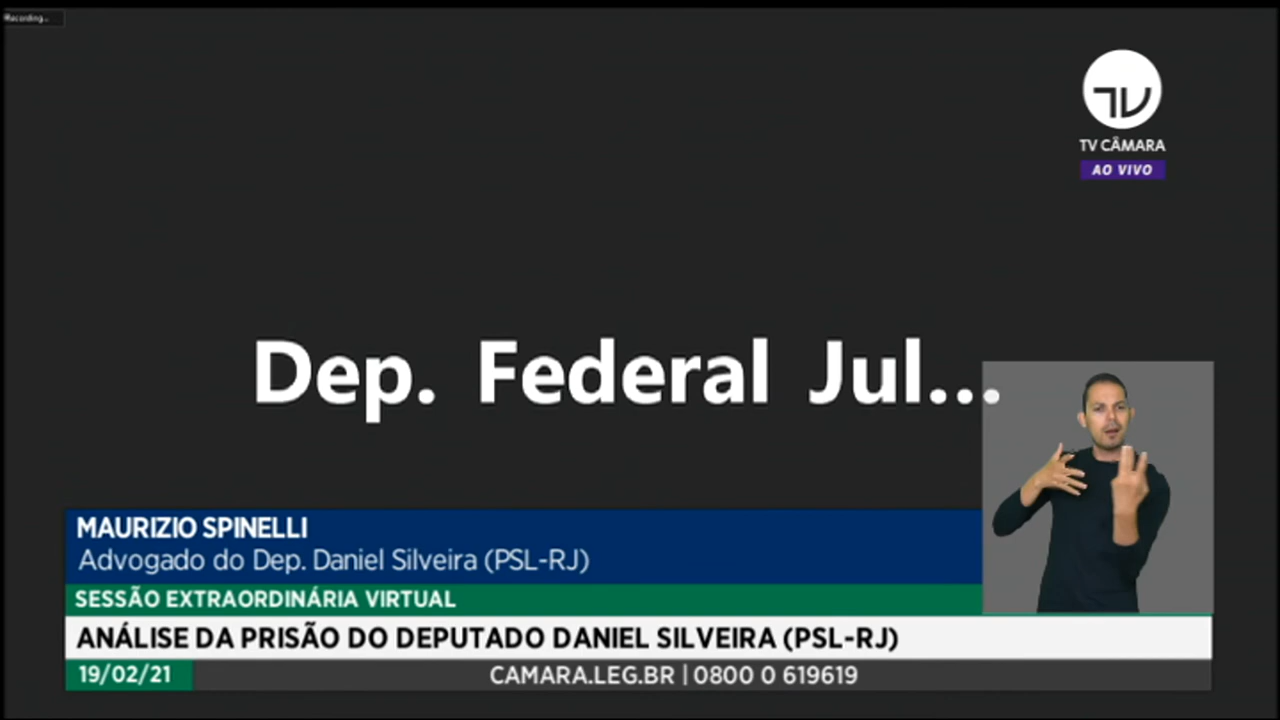 Recording...
TV
TV CÂMARA
AO VIVO
Dep. Federal Jul...
MAURIZIO SPINELLI
Advogado do Dep. Daniel Silveira (PSL-RJ)
SESSÃO EXTRAORDINÁRIA VIRTUAL
ANÁLISE DA PRISÃO DO DEPUTADO DANIEL SILVEIRA (PSL-RJ)
19/02/21 CAMARA.LEG.BR | 0800 0 619619